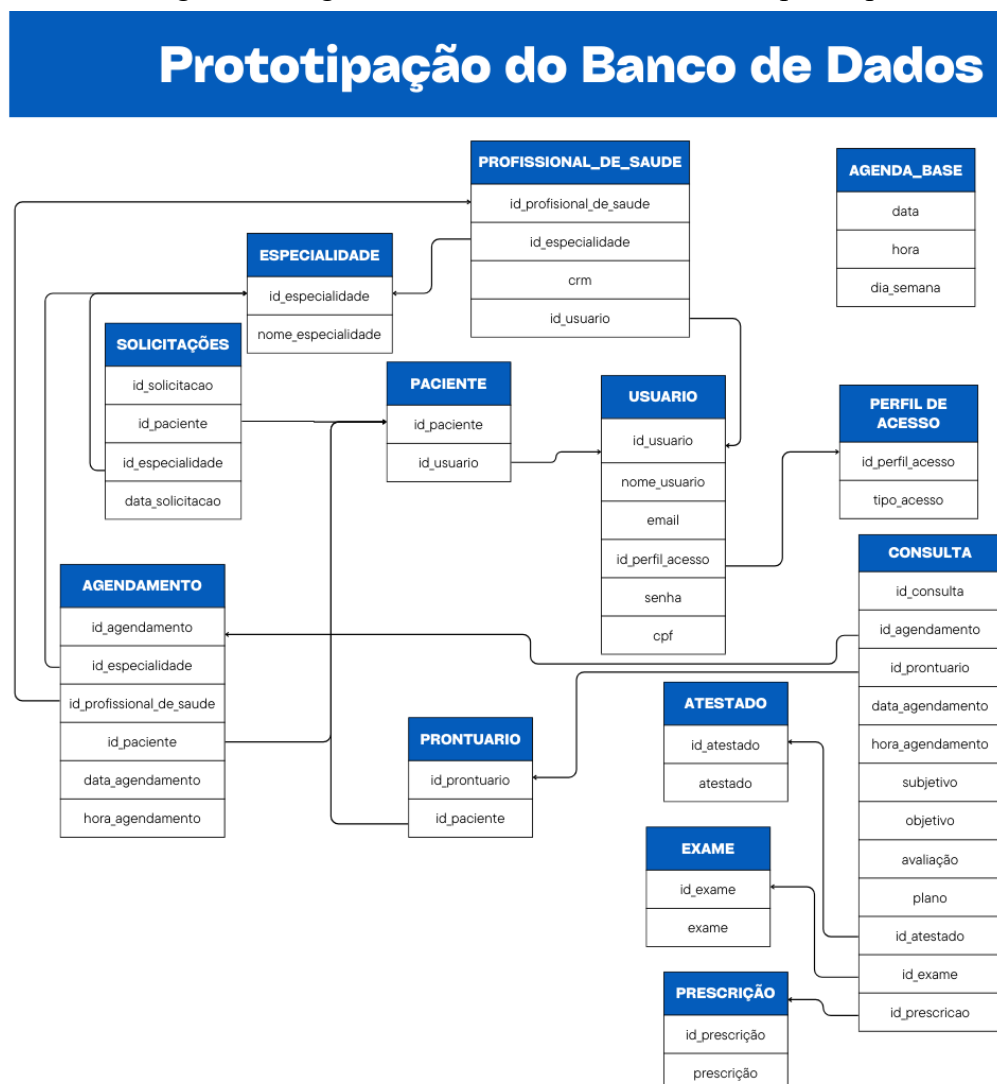 Prototipação do Banco de Dados
PROFISSIONAL_DE_SAUDE
id_profisional_de_saude
id_especialidade
crm
id_usuario
AGENDA_BASE
data
hora
dia_semana
ESPECIALIDADE
id_especialidade
nome_especialidade
SOLICITAÇÕES
id_solicitacao
id_paciente
id_especialidade
data_solicitacao
PACIENTE
id_paciente
id_usuario
USUARIO
id_usuario
nome_usuario
email
id_perfil_acesso
senha
cpf
PERFIL DE
ACESSO
id_perfil_acesso
tipo_acesso
AGENDAMENTO
id_agendamento
id_especialidade
id_profissional_de_saude
id_paciente
data_agendamento
hora_agendamento
PRONTUARIO
id_prontuario
id_paciente
CONSULTA
id_consulta
id_agendamento
id_prontuario
data_agendamento
hora_agendamento
subjetivo
objetivo
avaliação
plano
id_atestado
id_exame
id_prescricao
ATESTADO
id_atestado
atestado
EXAME
id_exame
exame
PRESCRIÇÃO
id_prescrição
prescrição